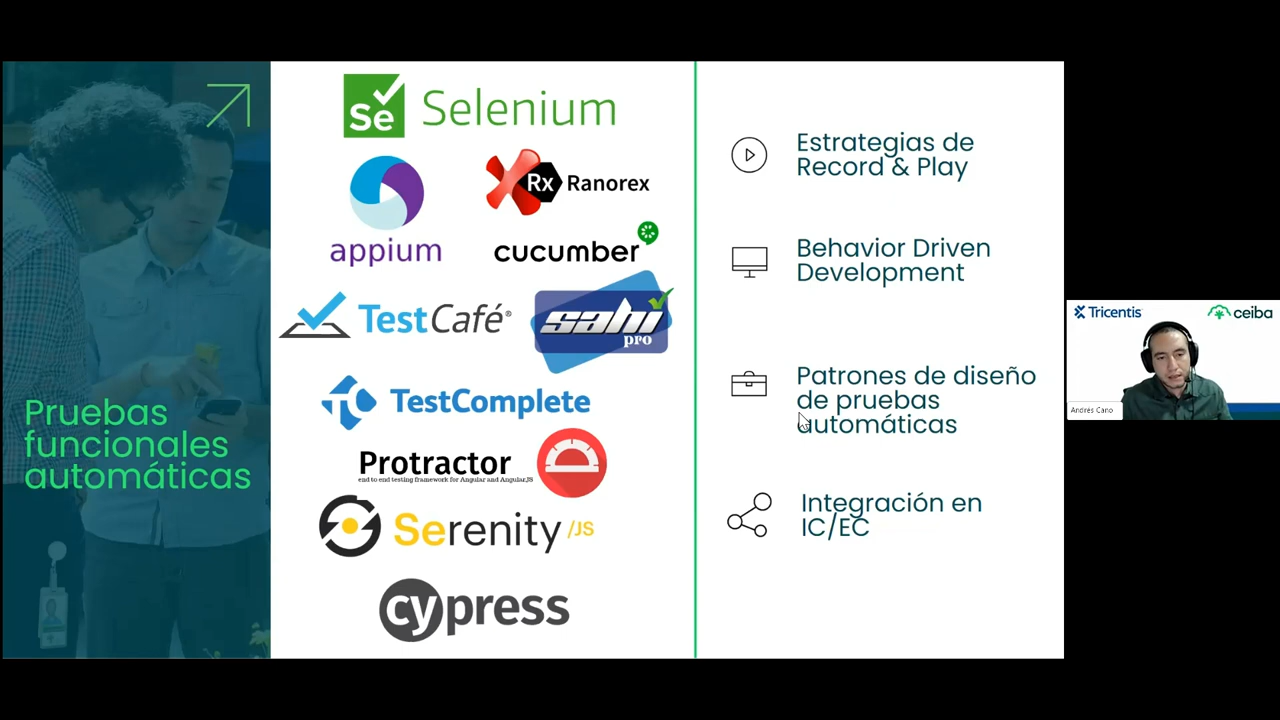 Pruebas
funcionales
automáticas
Se Selenium
appium
Rx Ranorex
cucumber
TestCafé®
sahi
pro
TestComplete
Protractor
end to end testing framework for Angular and AngularJS
Serenity/JS
cypress
Estrategias de
Record & Play
Behavior Driven
Development
Patrones de diseño
de pruebas
automáticas
Integración en
IC/EC
Tricentis
ceiba
Andrés Cano